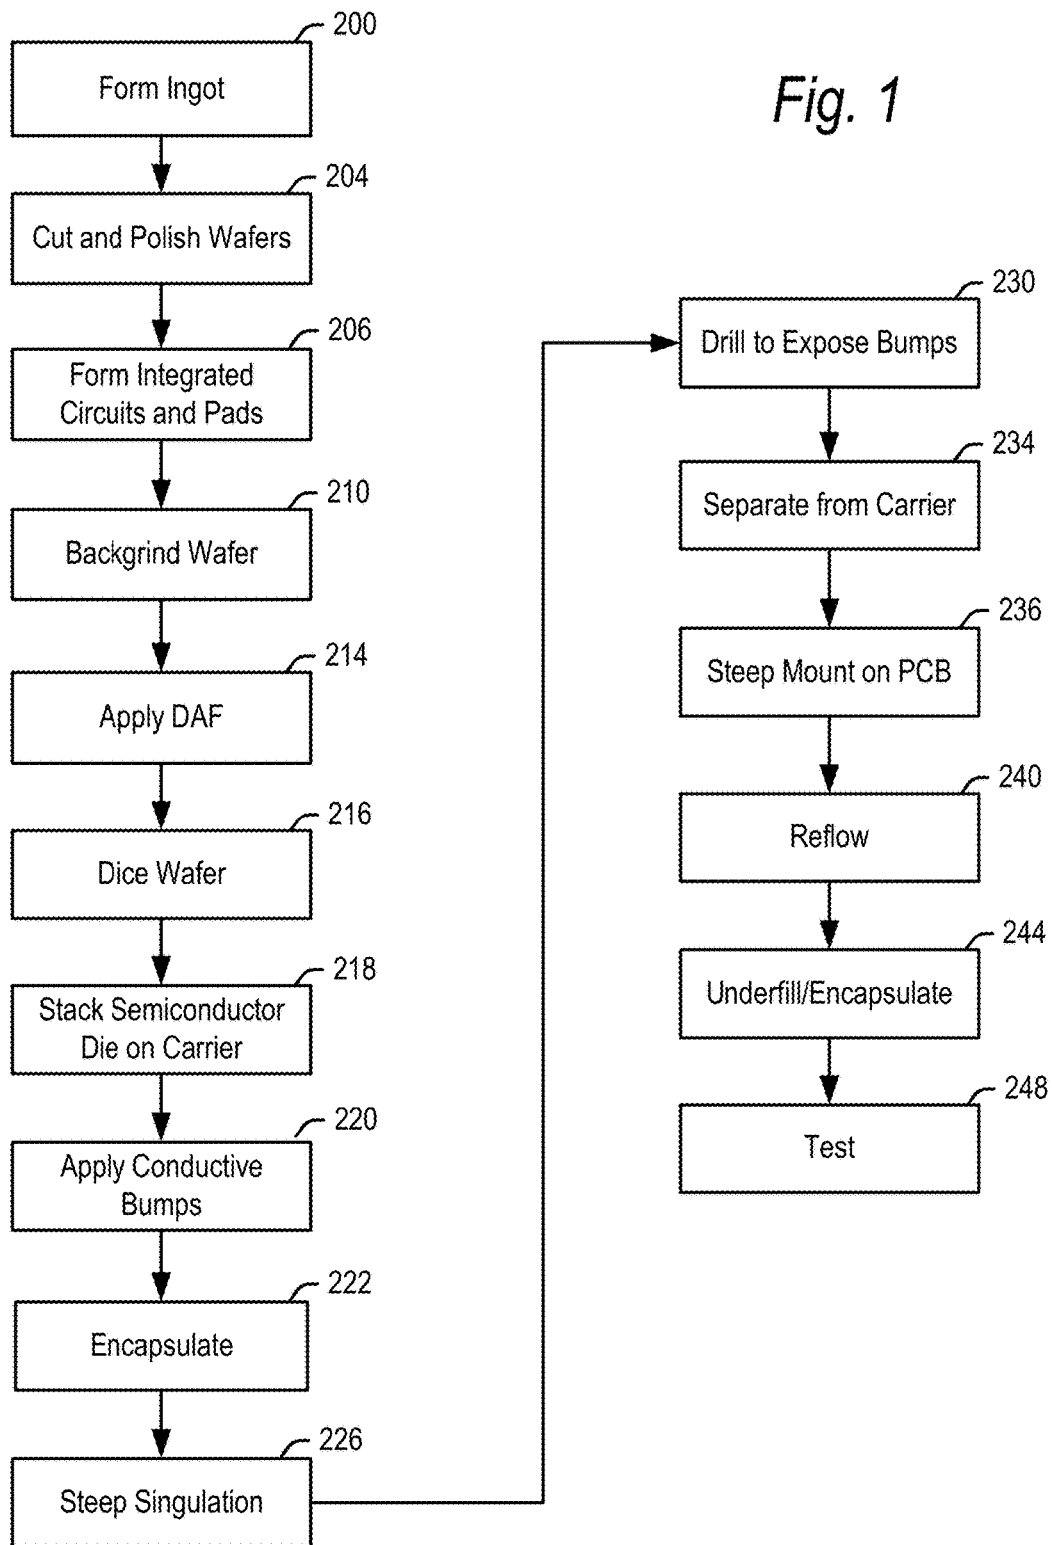 Fig. 1
200
Form Ingot
204
Cut and Polish Wafers
206
Form Integrated
Circuits and Pads
210
Backgrind Wafer
214
Apply DAF
216
Dice Wafer
218
Stack Semiconductor
Die on Carrier
220
Apply Conductive
Bumps
222
Encapsulate
226
Steep Singulation
230
Drill to Expose Bumps
234
Separate from Carrier
236
Steep Mount on PCB
240
Reflow
244
Underfill/Encapsulate
248
Test